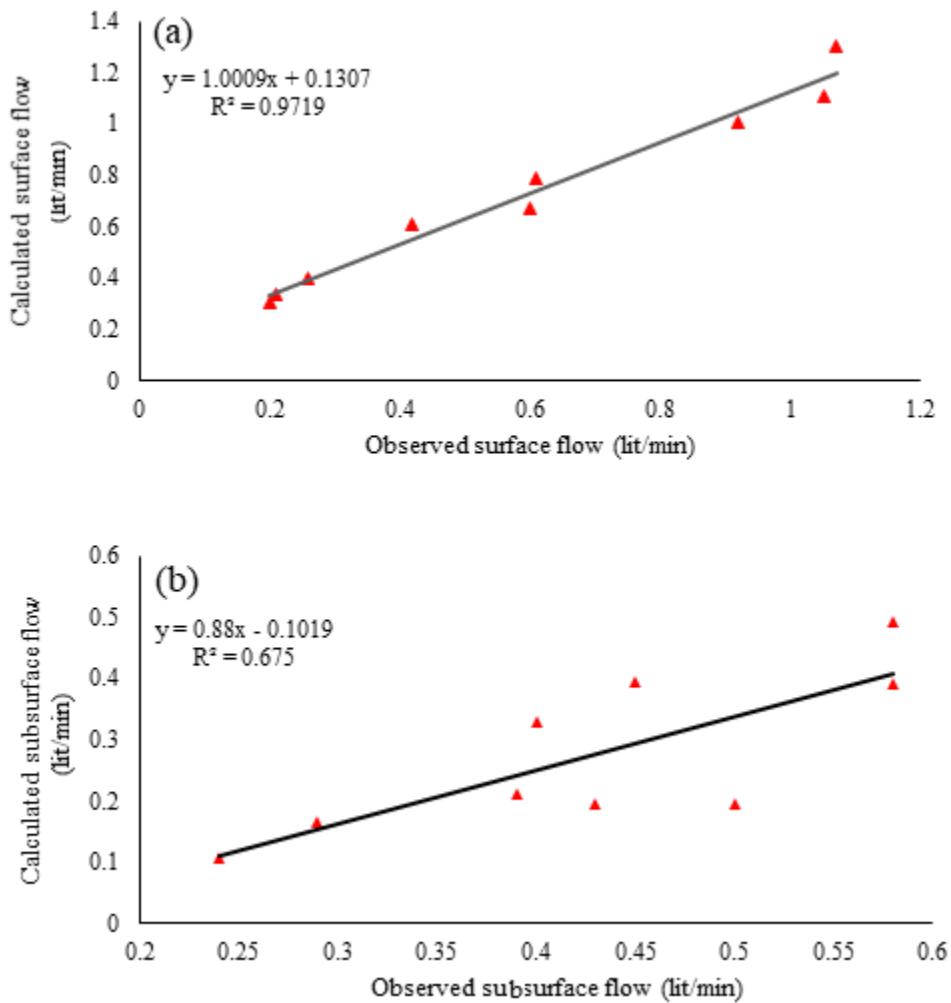 (a)
y = 1.0009x + 0.1307
R² = 0.9719
Calculated surface flow
(lit/min)
1.4
1.2
1
0.8
0.6
0.4
0.2
0
0 0.2 0.4 0.6 0.8 1 1.2
Observed surface flow (lit/min)
(b)
y = 0.88x - 0.1019
R² = 0.675
Calculated subsurface flow
(lit/min)
0.6
0.5
0.4
0.3
0.2
0.1
0
0.2 0.25 0.3 0.35 0.4 0.45 0.5 0.55 0.6
Observed subsurface flow (lit/min)